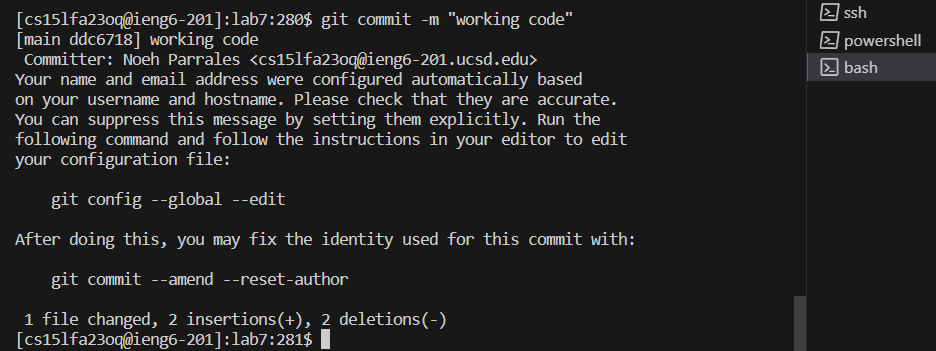 [cs15lfa23oq@ieng6-201]:lab7:280$ git commit -m "working code"
[main ddc6718] working code
 Committer: Noeh Parrales <cs15lfa23oq@ieng6-201.ucsd.edu>
Your name and email address were configured automatically based
on your username and hostname. Please check that they are accurate.
You can suppress this message by setting them explicitly. Run the
following command and follow the instructions in your editor to edit
your configuration file:

    git config --global --edit

After doing this, you may fix the identity used for this commit with:

    git commit --amend --reset-author

 1 file changed, 2 insertions(+), 2 deletions(-)
[cs15lfa23oq@ieng6-201]:lab7:281$
ssh
powershell
bash